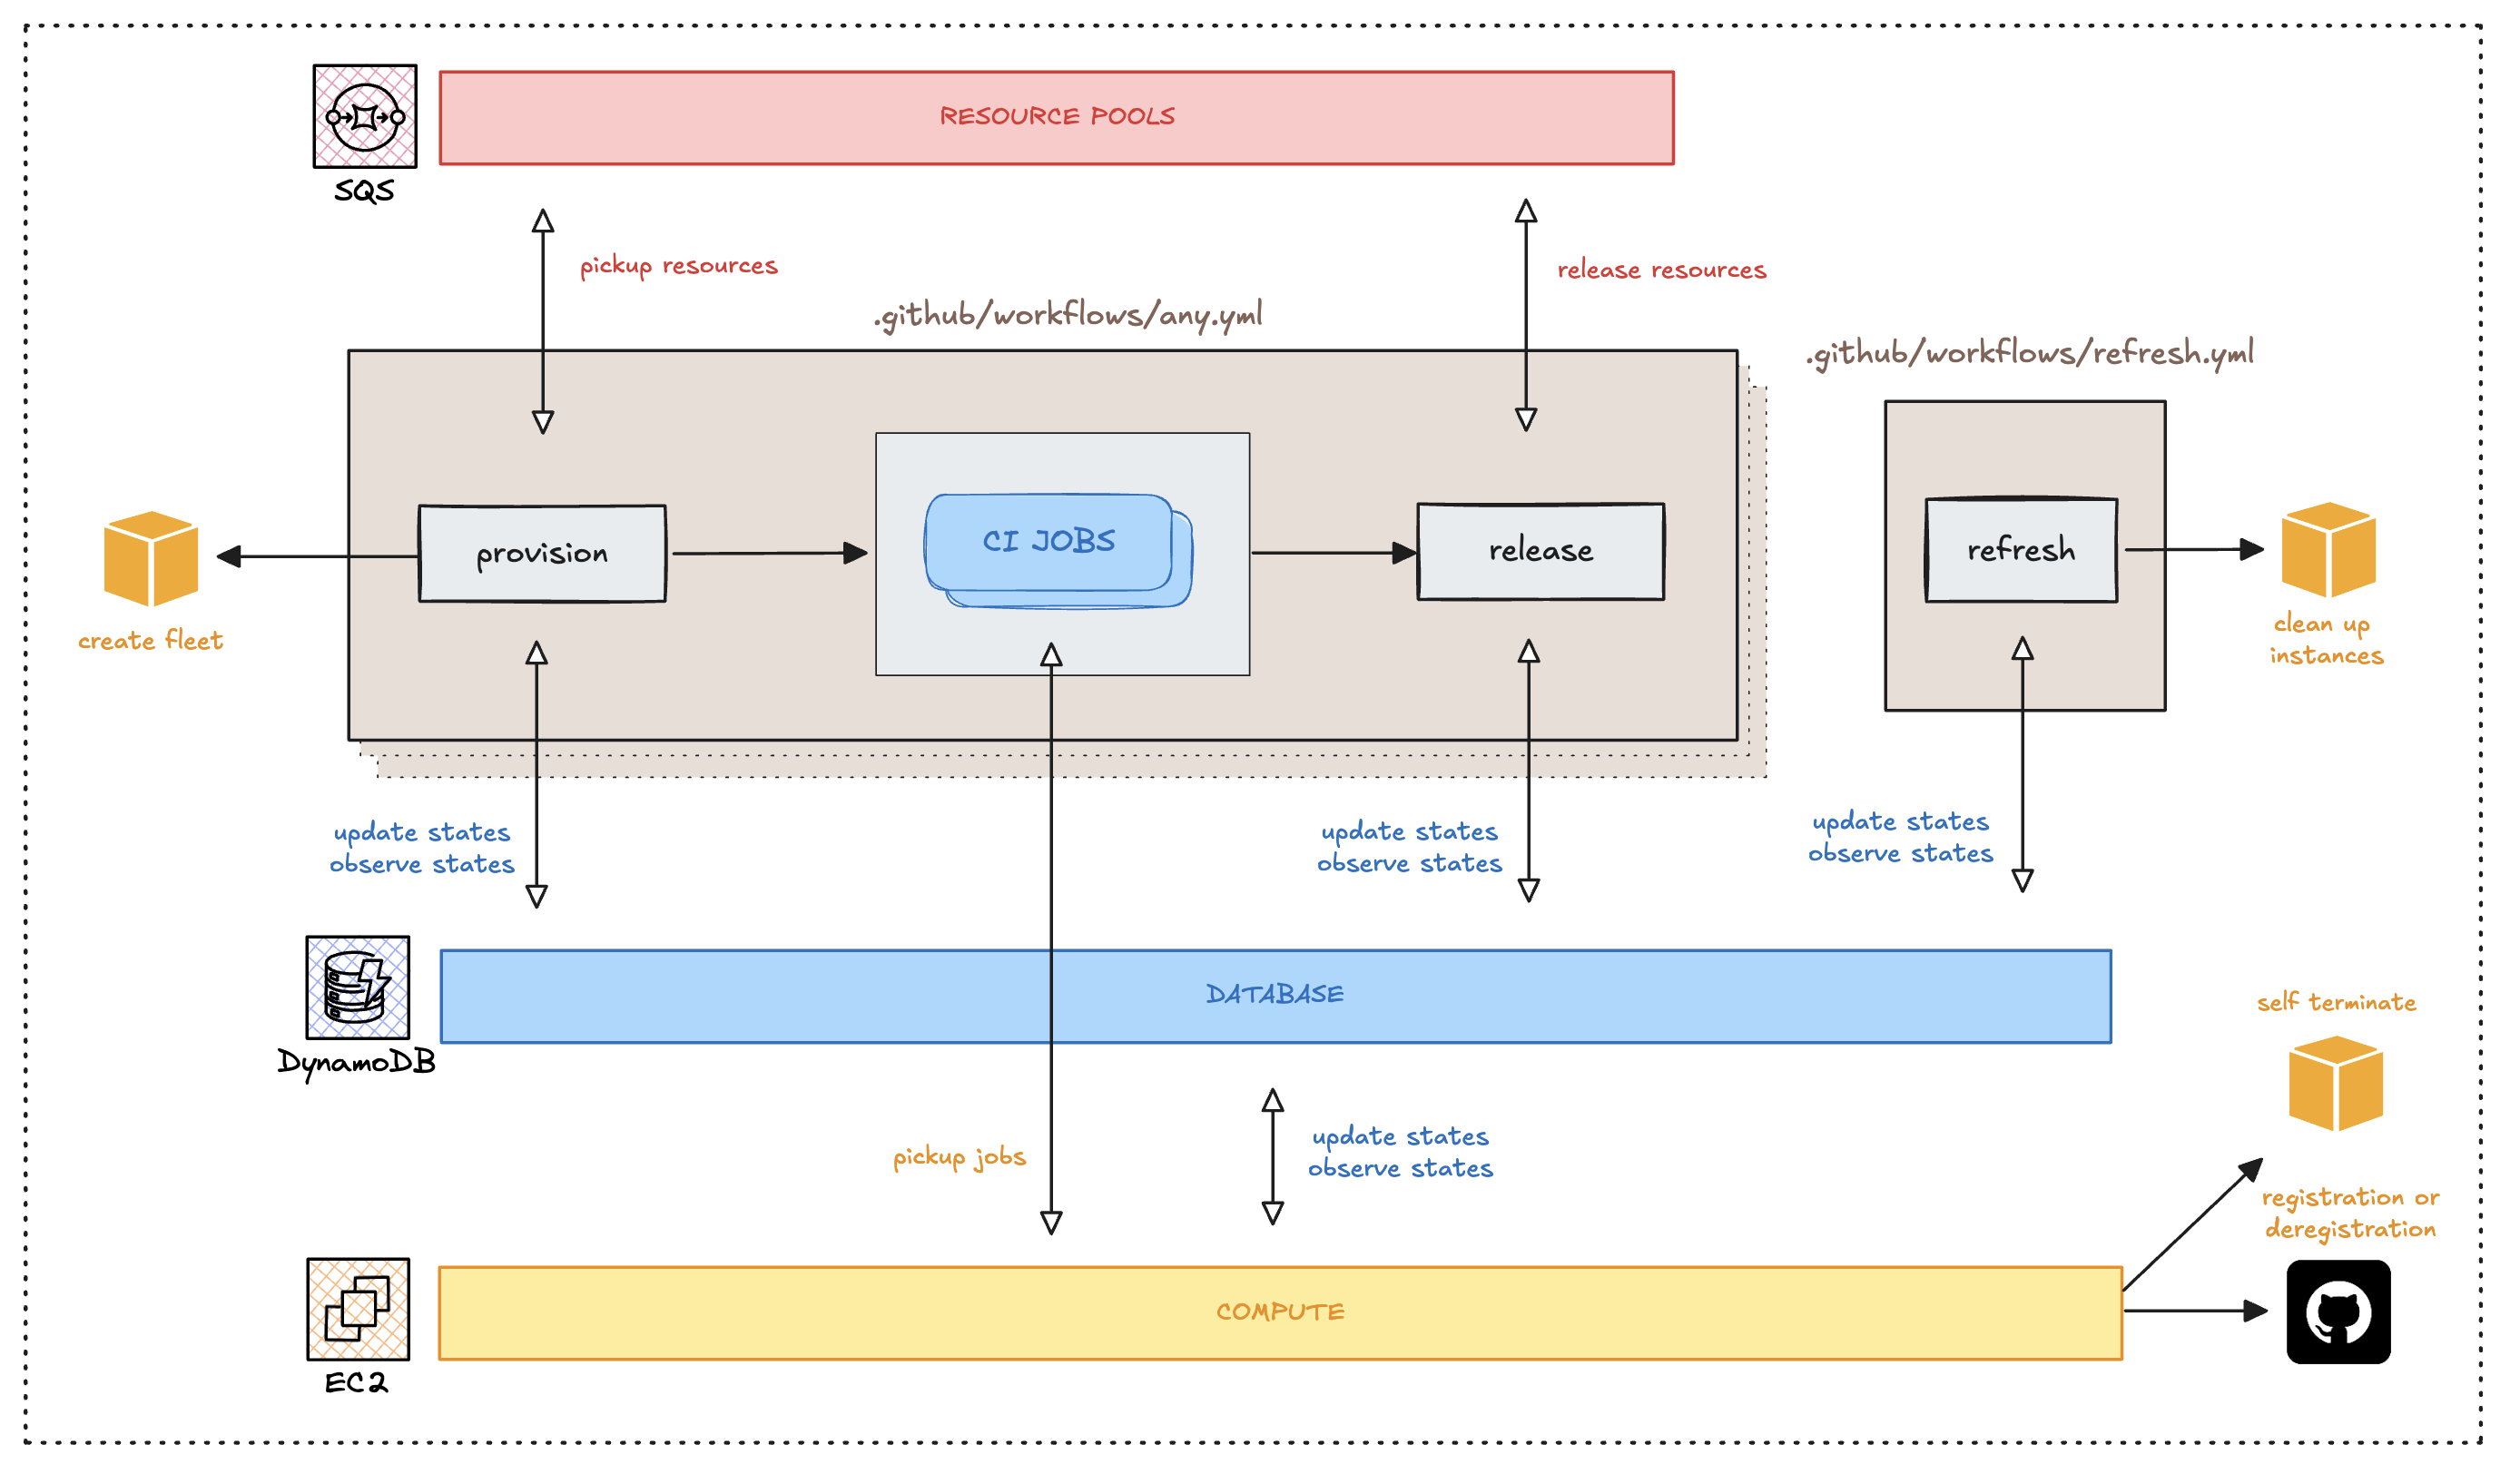 RESOURCE POOLS
SQS
pickup resources
release resources
.github/workflows/any.yml
.github/workflows/refresh.yml
provision
CI JOBS
release
refresh
create fleet
clean up
instances
update states
observe states
update states
observe states
update states
observe states
DATABASE
DynamoDB
self terminate
pickup jobs
update states
observe states
registration or
deregistration
COMPUTE
EC2